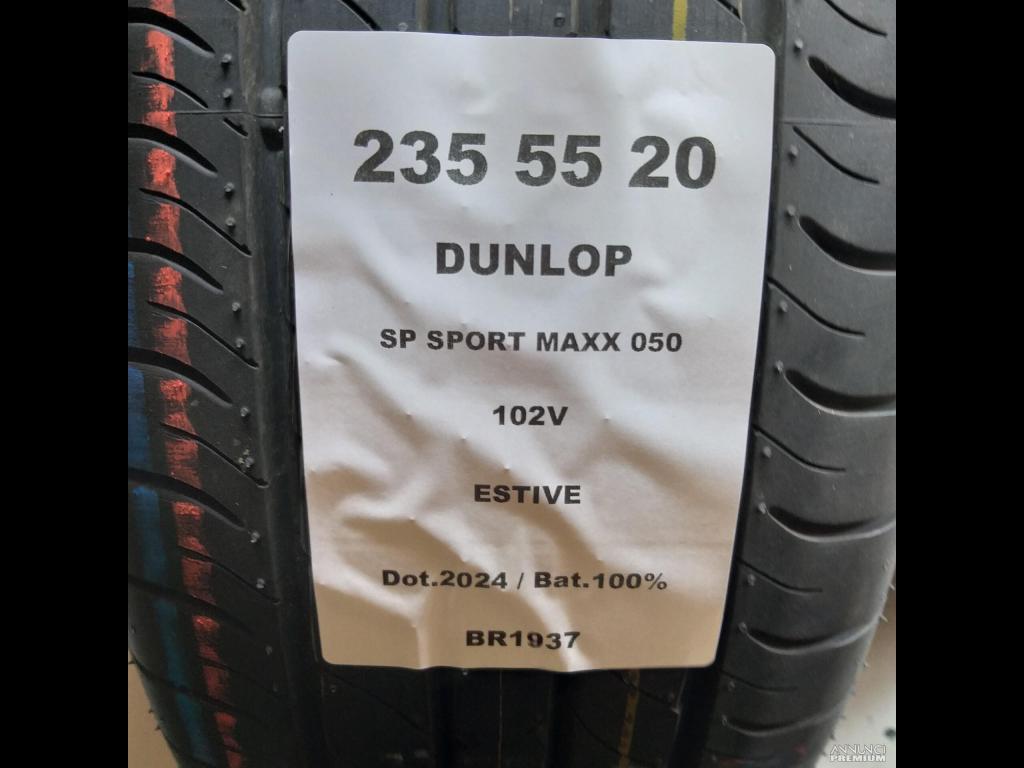 235 55 20
DUNLOP
SP SPORT MAXX 050
102V
ESTIVE
Dot.2024 / Bat.100%
BR1937
ANNUNCI
PREMIUM